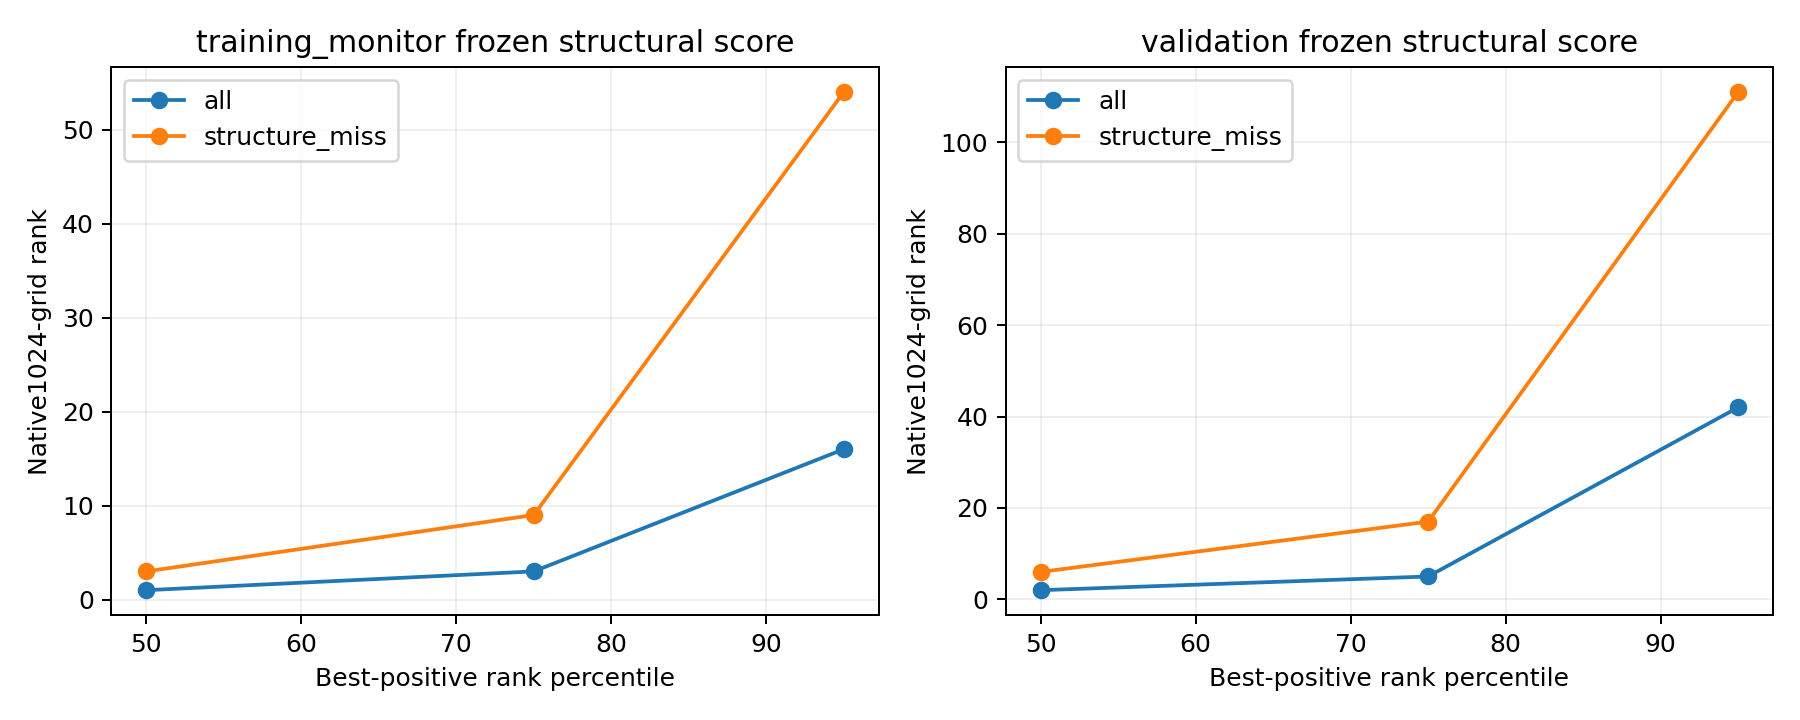 training_monitor frozen structural score
all
structure_miss
50
40
30
20
10
0
Native1024-grid rank
50
60
70
80
90
Best-positive rank percentile
validation frozen structural score
all
structure_miss
100
80
60
40
20
0
Native1024-grid rank
50
60
70
80
90
Best-positive rank percentile